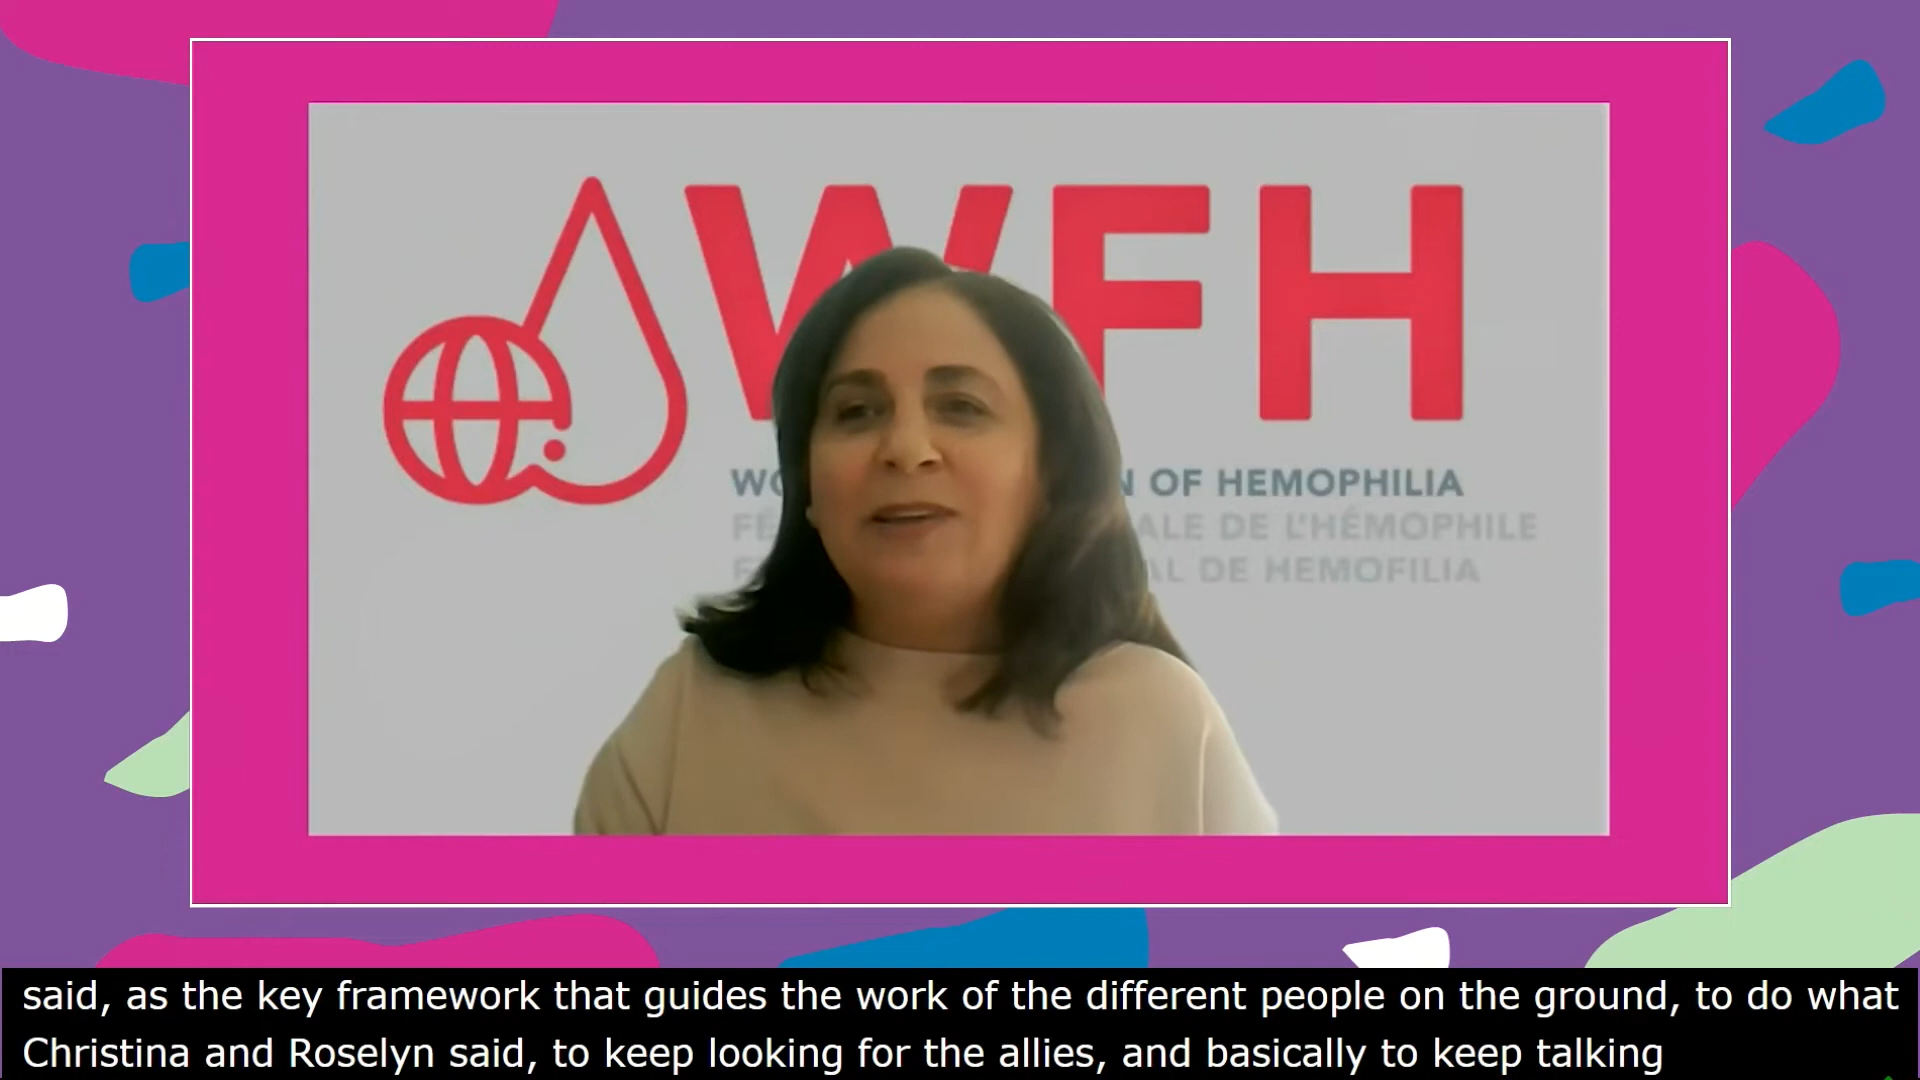 WFH
WO N OF HEMOPHILIA
FÉ ALE DE L'HÉMOPHILE
F AL DE HEMOFILIA
said, as the key framework that guides the work of the different people on the ground, to do what
Christina and Roselyn said, to keep looking for the allies, and basically to keep talking